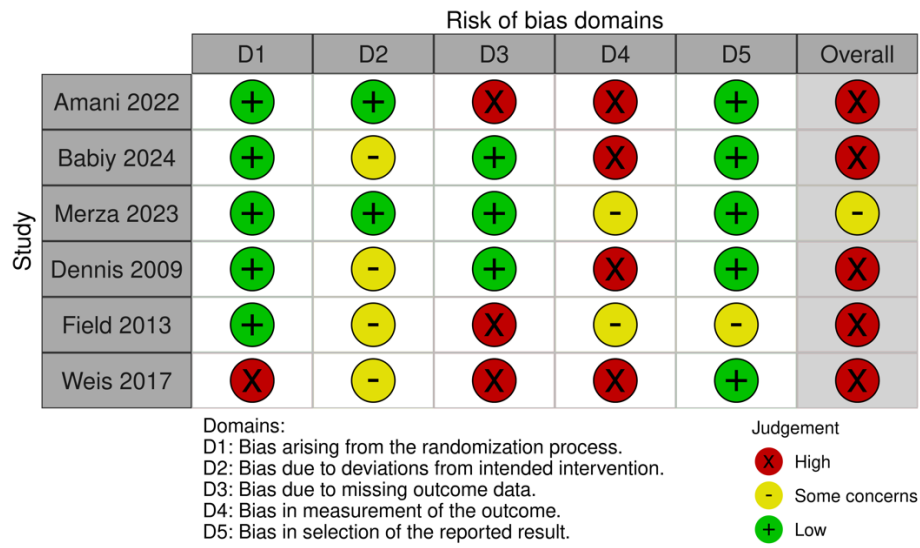 Risk of bias domains
D1 D2 D3 D4 D5 Overall
Study
Amani 2022 + + X X + X
Babiy 2024 + - + X + X
Merza 2023 + + + - + -
Dennis 2009 + - + X + X
Field 2013 + - X - - X
Weis 2017 X - X X + X
Domains:
D1: Bias arising from the randomization process.
D2: Bias due to deviations from intended intervention.
D3: Bias due to missing outcome data.
D4: Bias in measurement of the outcome.
D5: Bias in selection of the reported result.
Judgement
X High
- Some concerns
+ Low